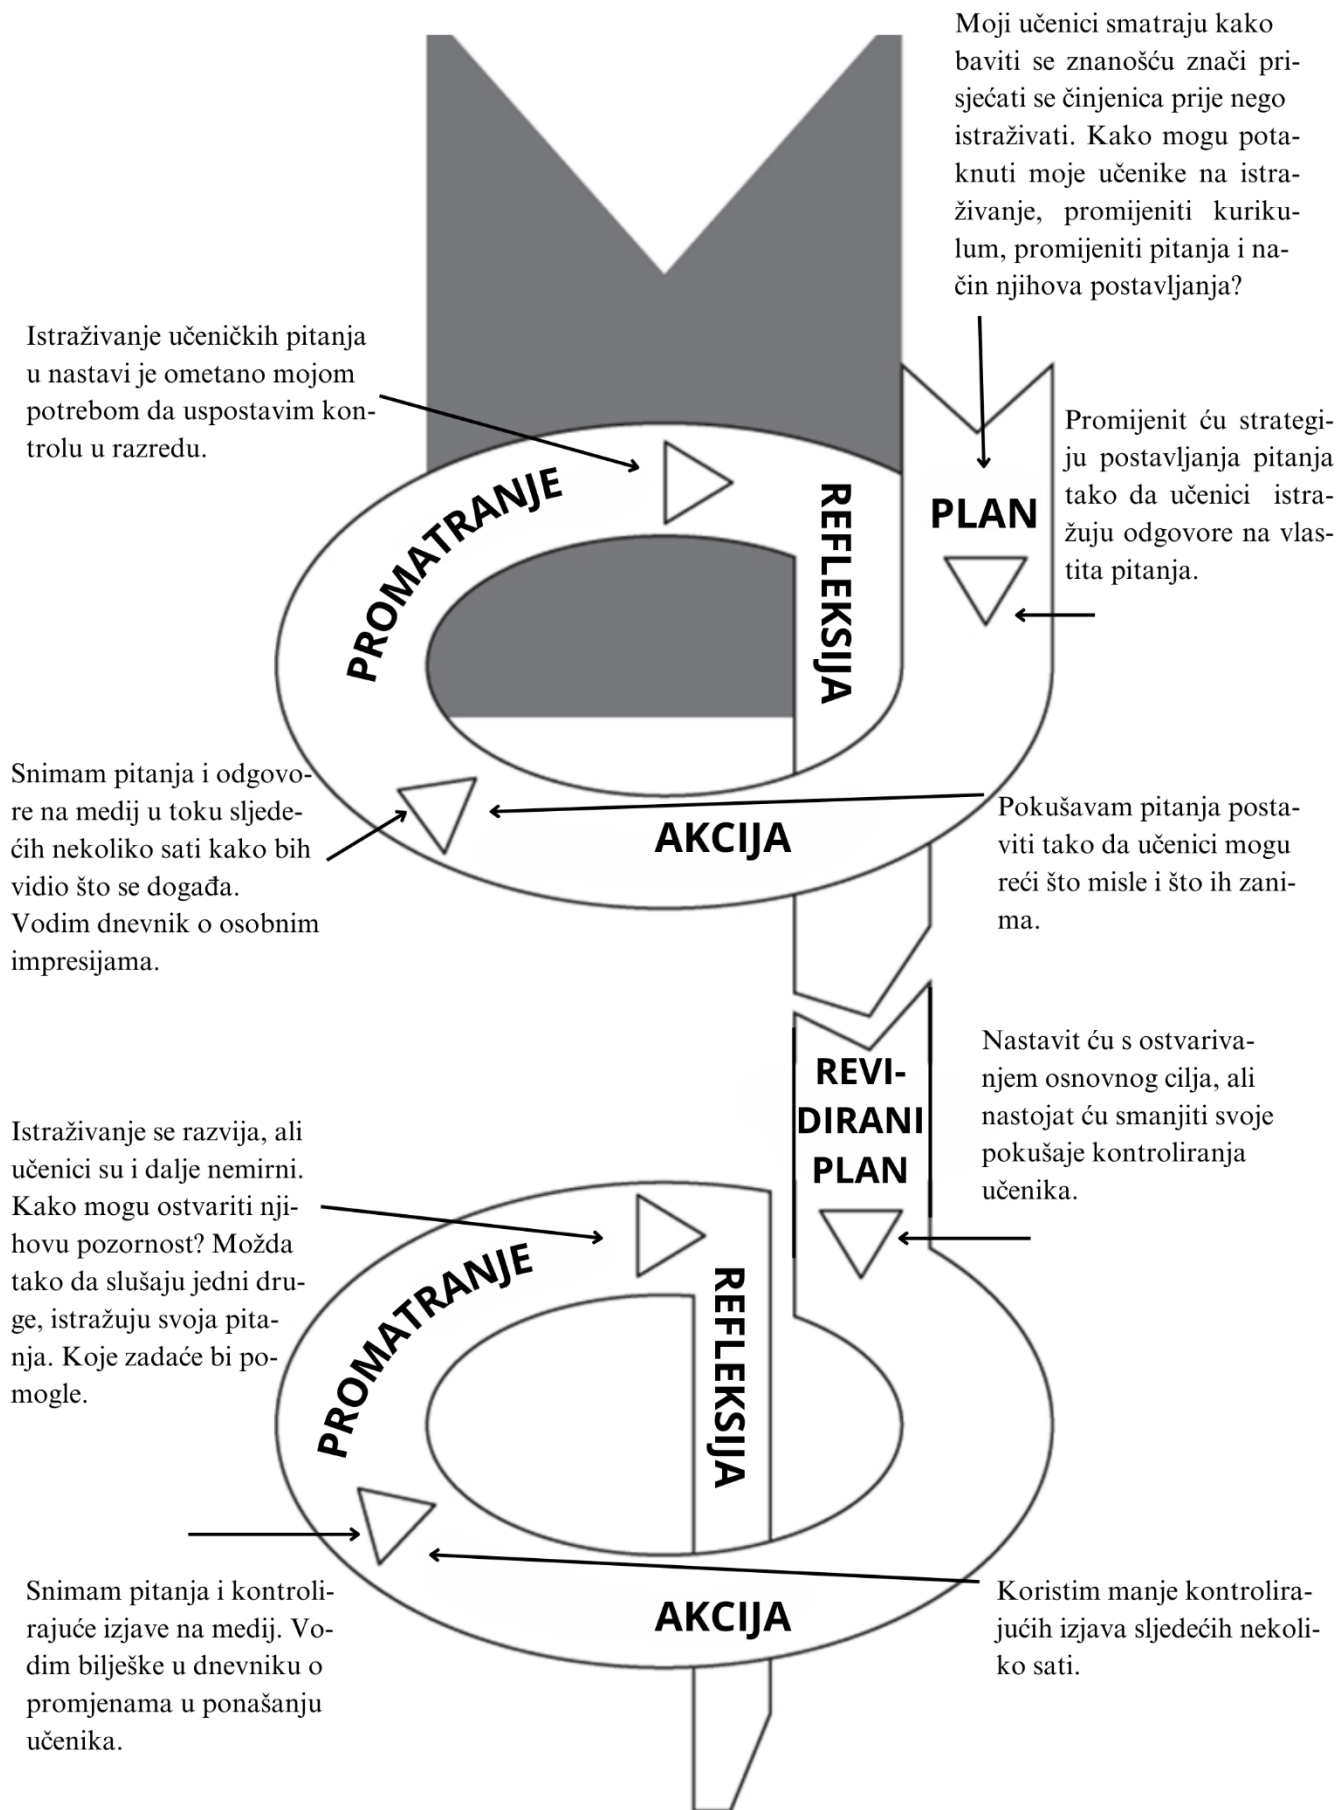 Moji učenici smatraju kako
baviti se znanošću znači pri-
sjećati se činjenica prije nego
istraživati. Kako mogu pota-
knuti moje učenike na istra-
živanje, promijeniti kuriku-
lum, promijeniti pitanja i na-
čin njihova postavljanja?
Istraživanje učeničkih pitanja
u nastavi je ometano mojom
potrebom da uspostavim kon-
trolu u razredu.
Promijenit ću strategi-
ju postavljanja pitanja
tako da učenici istra-
žuju odgovore na vlas-
tita pitanja.
PROMATRANJE
REFLEKSIJA
PLAN
Snimam pitanja i odgovo-
re na medij u toku sljede-
ćih nekoliko sati kako bih
vidio što se događa.
Vodim dnevnik o osobnim
impresijama.
AKCIJA
Pokušavam pitanja posta-
viti tako da učenici mogu
reći što misle i što ih zani-
ma.
REVI-
DIRANI
PLAN
Nastavit ću s ostvariva-
njem osnovnog cilja, ali
nastojat ću smanjiti svoje
pokušaje kontroliranja
učenika.
Istraživanje se razvija, ali
učenici su i dalje nemirni.
Kako mogu ostvariti nji-
hovu pozornost? Možda
tako da slušaju jedni dru-
ge, istražuju svoja pita-
nja. Koje zadaće bi po-
mogle.
PROMATRANJE
REFLEKSIJA
Snimam pitanja i kontroli-
rajuće izjave na medij. Vo-
dim bilješke u dnevniku o
promjenama u ponašanju
učenika.
AKCIJA
Koristim manje kontrolira-
jućih izjava sljedećih nekoli-
ko sati.